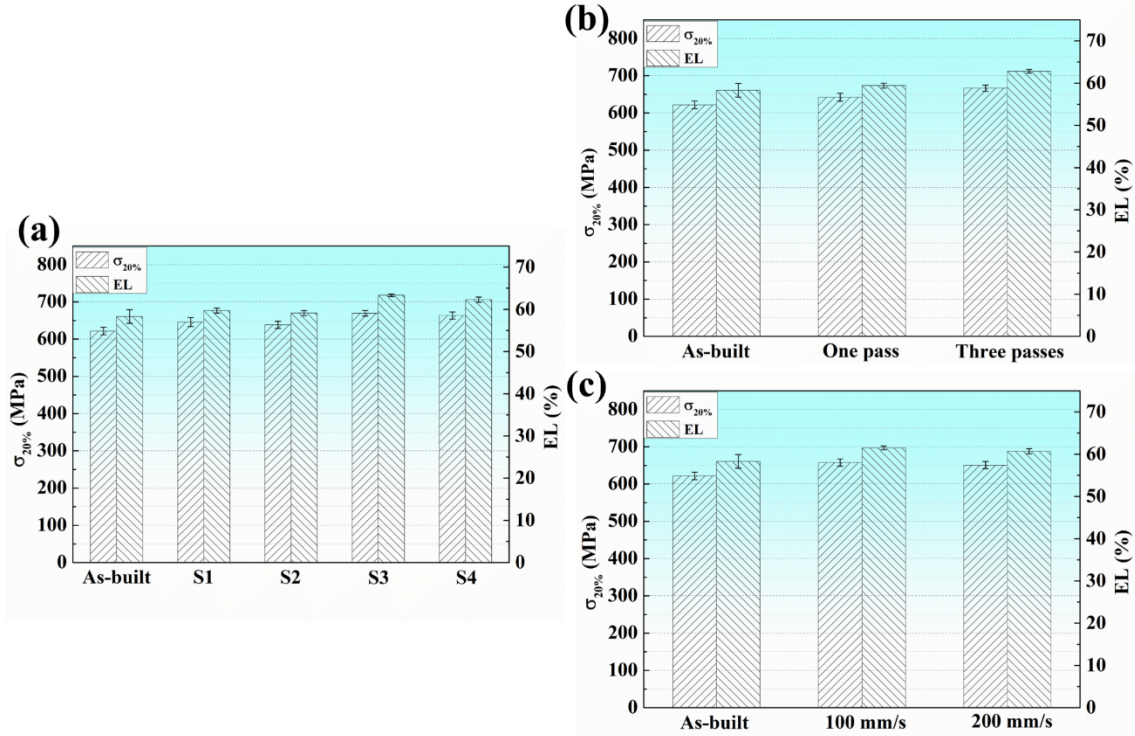 (a)
σ20%
EL
800
700
600
500
400
300
200
100
0
σ20% (MPa)
70
60
50
40
30
20
10
0
EL (%)
As-built S1 S2 S3 S4
(b)
σ20%
EL
800
700
600
500
400
300
200
100
0
σ20% (MPa)
70
60
50
40
30
20
10
0
EL (%)
As-built One pass Three passes
(c)
σ20%
EL
800
700
600
500
400
300
200
100
0
σ20% (MPa)
70
60
50
40
30
20
10
0
EL (%)
As-built 100 mm/s 200 mm/s